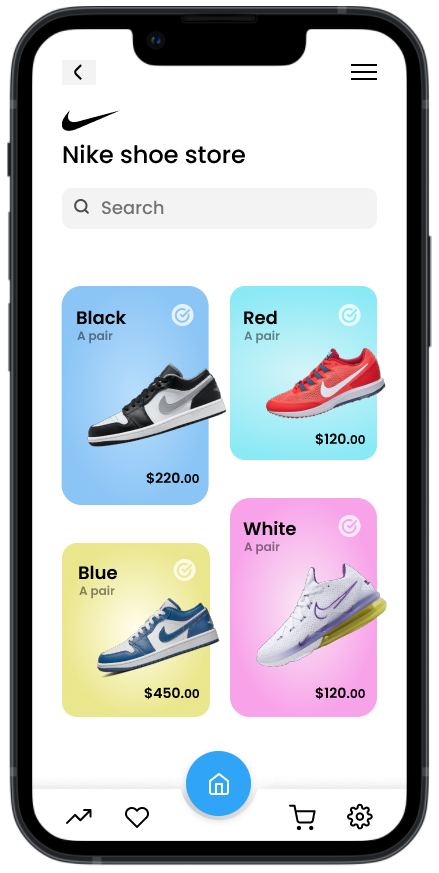 Nike shoe store
Search
Black
A pair
$220.00
Red
A pair
$120.00
Blue
A pair
$450.00
White
A pair
$120.00